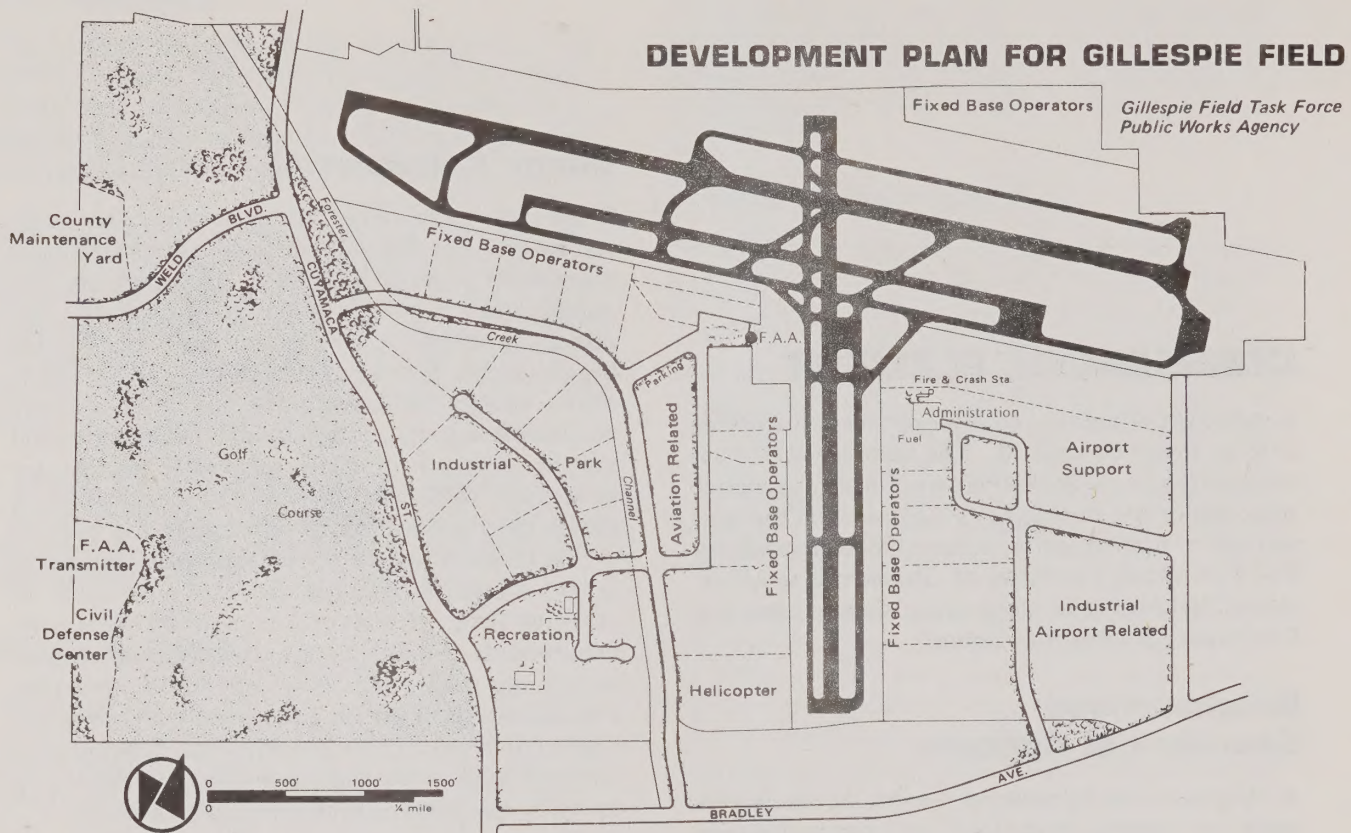 DEVELOPMENT PLAN FOR GILLESPIE FIELD
Gillespie Field Task Force
Public Works Agency
Fixed Base Operators
County
Maintenance
Yard
WELD
BLVD.
Forester
CUYAMACA
ST.
Fixed Base Operators
Creek
Channel
F.A.A.
Parking
Aviation Related
Fixed Base Operators
Fire & Crash Sta.
Administration
Fuel
Airport
Support
Fixed Base Operators
Golf
Course
Industrial
Park
F.A.A.
Transmitter
Civil
Defense
Center
Recreation
Helicopter
Industrial
Airport Related
0 500' 1000' 1500'
0 ¼ mile
BRADLEY
AVE.